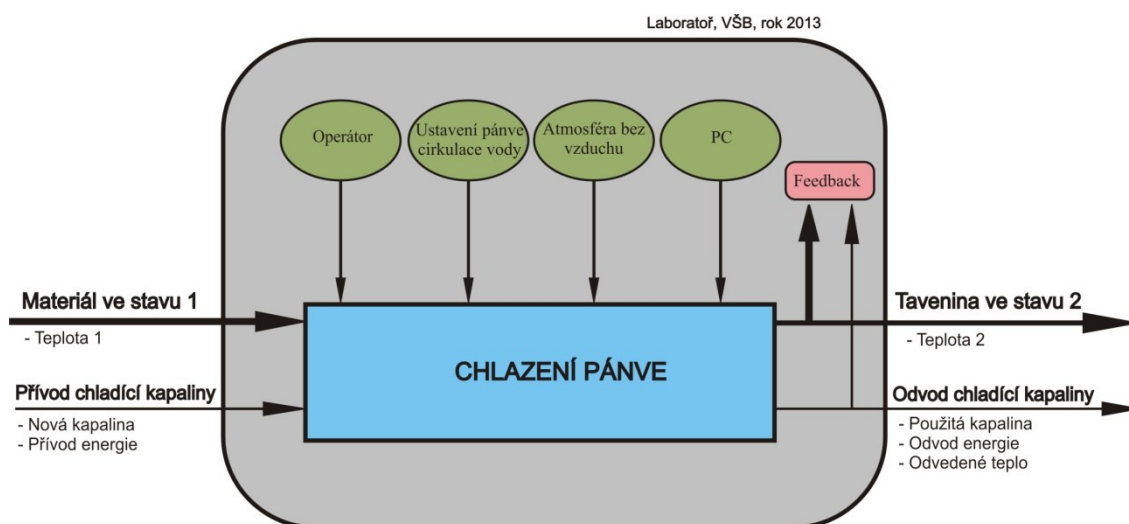 Laboratoř, VŠB, rok 2013
Operátor
Ustavení pánve
cirkulace vody
Atmosféra bez
vzduchu
PC
Feedback
Materiál ve stavu 1
- Teplota 1
Přívod chladící kapaliny
- Nová kapalina
- Přívod energie
CHLAZENÍ PÁNVE
Tavenina ve stavu 2
- Teplota 2
Odvod chladící kapaliny
- Použitá kapalina
- Odvod energie
- Odvedené teplo